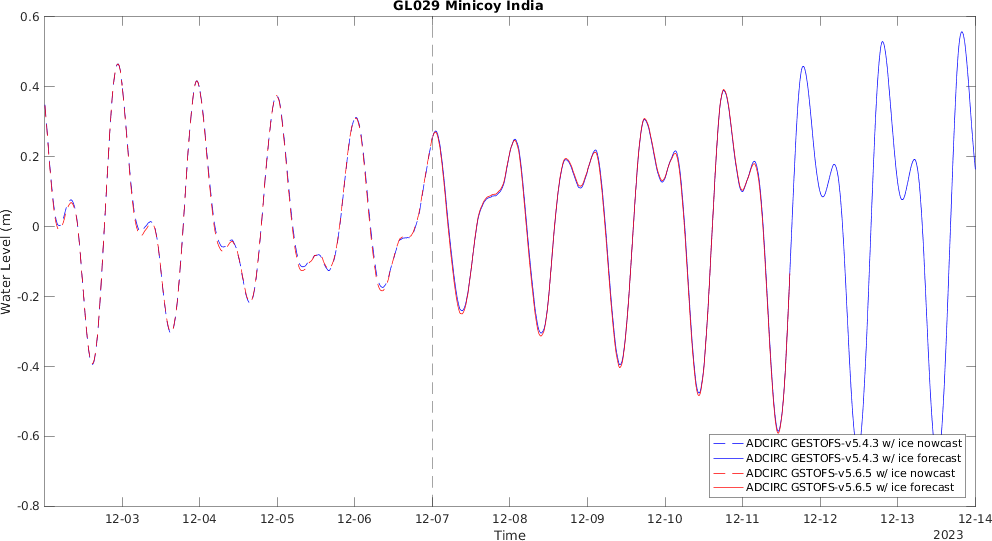 GL029 Minicoy India
0.6
0.4
0.2
0
-0.2
-0.4
-0.6
-0.8
Water Level (m)
12-03 12-04 12-05 12-06 12-07 12-08 12-09 12-10 12-11 12-12 12-13 12-14
Time
2023
ADCIRC GESTOFS-v5.4.3 w/ ice nowcast
ADCIRC GESTOFS-v5.4.3 w/ ice forecast
ADCIRC GSTOFS-v5.6.5 w/ ice nowcast
ADCIRC GSTOFS-v5.6.5 w/ ice forecast